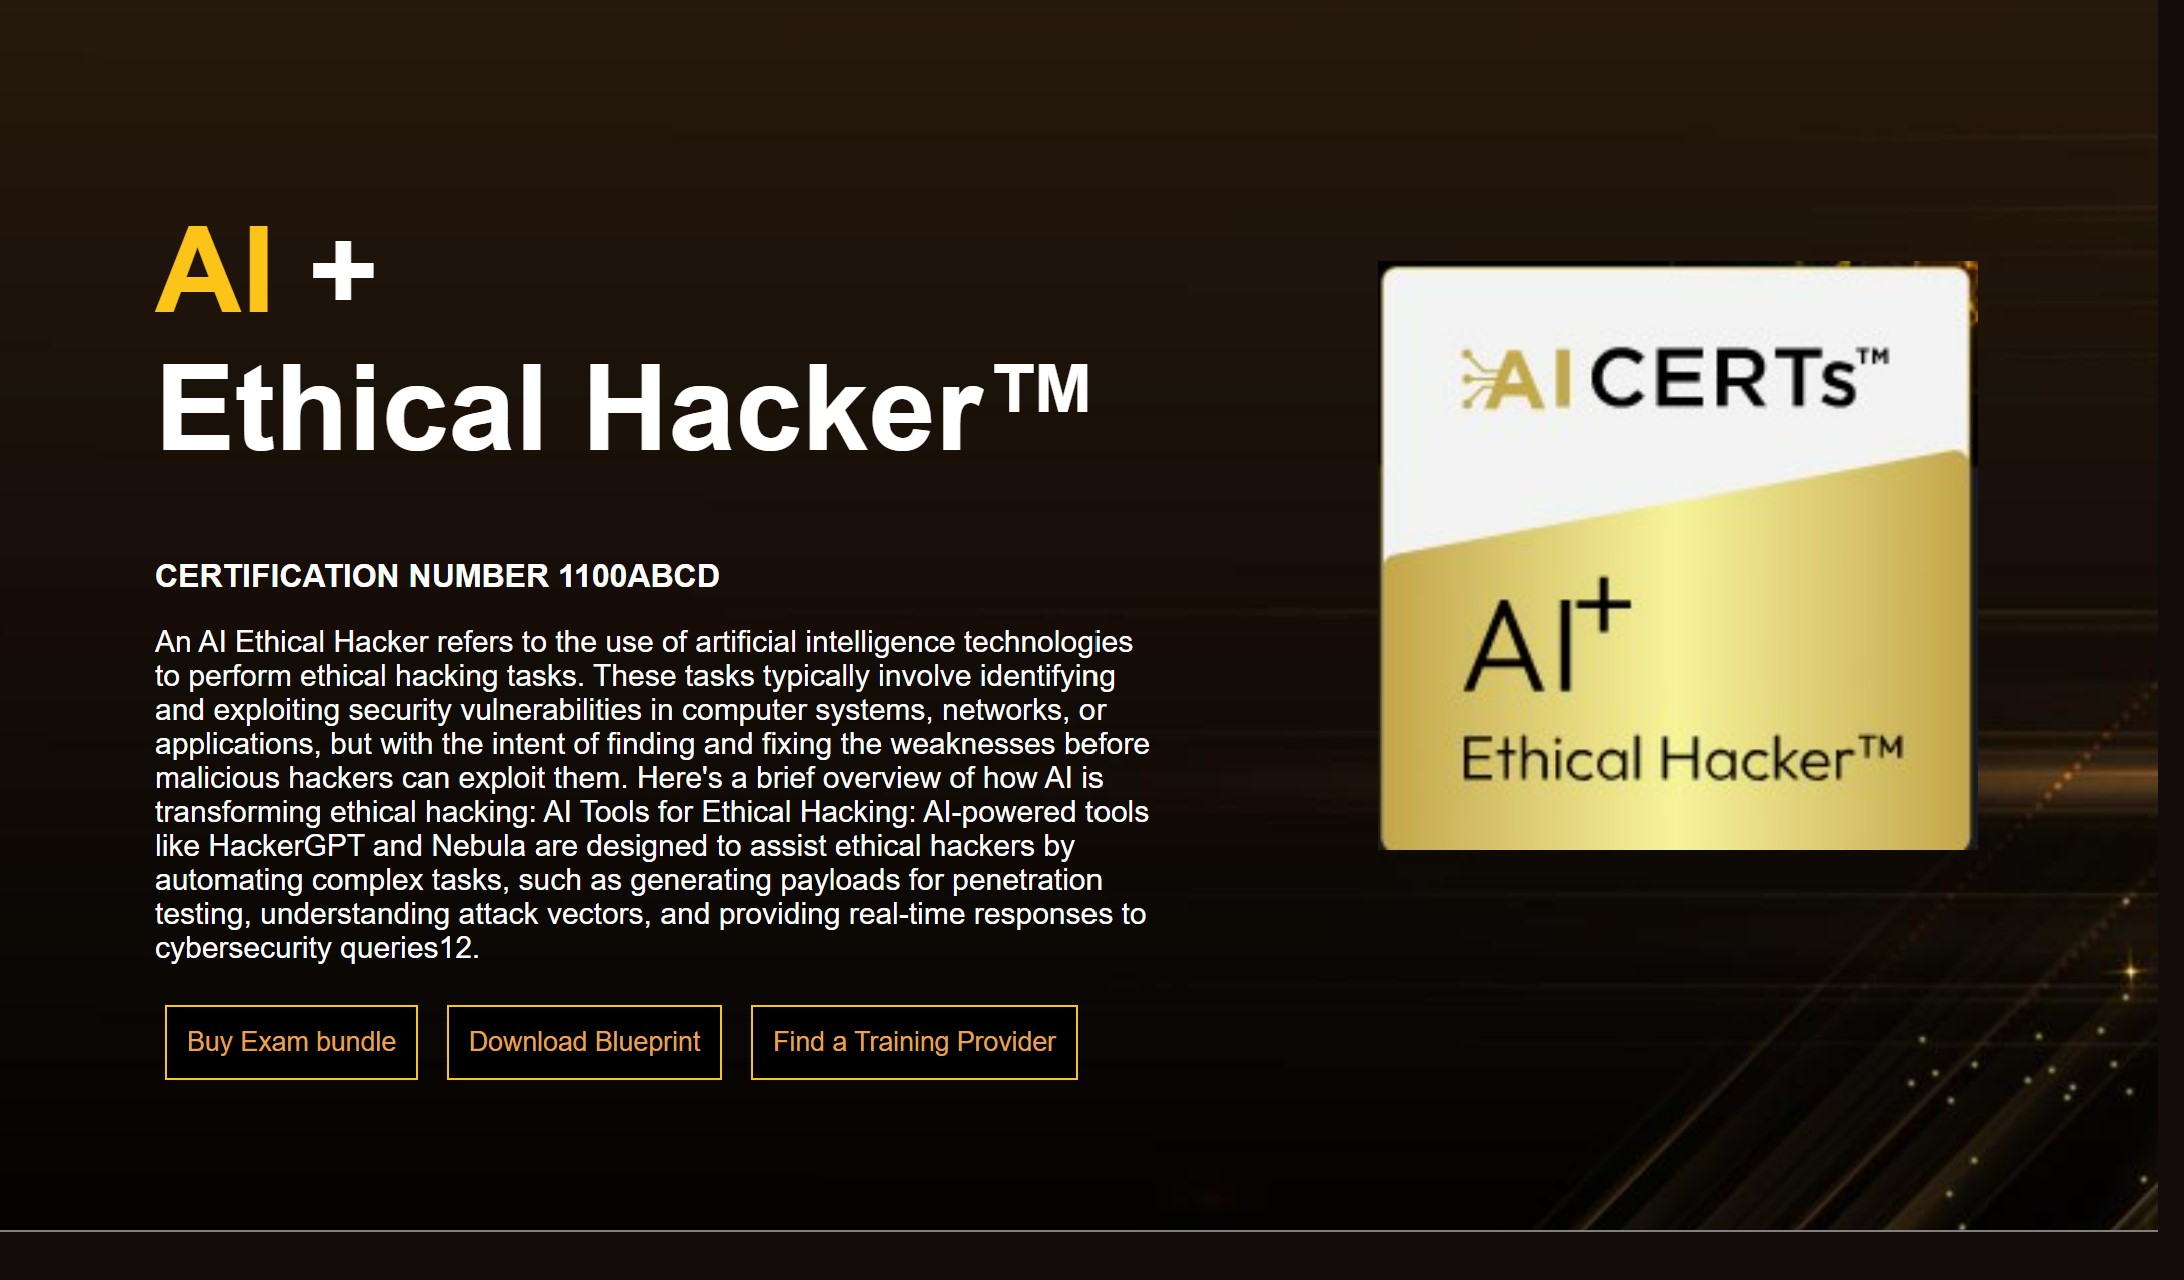 AI +
Ethical Hacker™
CERTIFICATION NUMBER 1100ABCD
An AI Ethical Hacker refers to the use of artificial intelligence technologies
to perform ethical hacking tasks. These tasks typically involve identifying
and exploiting security vulnerabilities in computer systems, networks, or
applications, but with the intent of finding and fixing the weaknesses before
malicious hackers can exploit them. Here's a brief overview of how AI is
transforming ethical hacking: AI Tools for Ethical Hacking: AI-powered tools
like HackerGPT and Nebula are designed to assist ethical hackers by
automating complex tasks, such as generating payloads for penetration
testing, understanding attack vectors, and providing real-time responses to
cybersecurity queries12.
Buy Exam bundle
Download Blueprint
Find a Training Provider
AI CERTs™
AI+
Ethical Hacker™